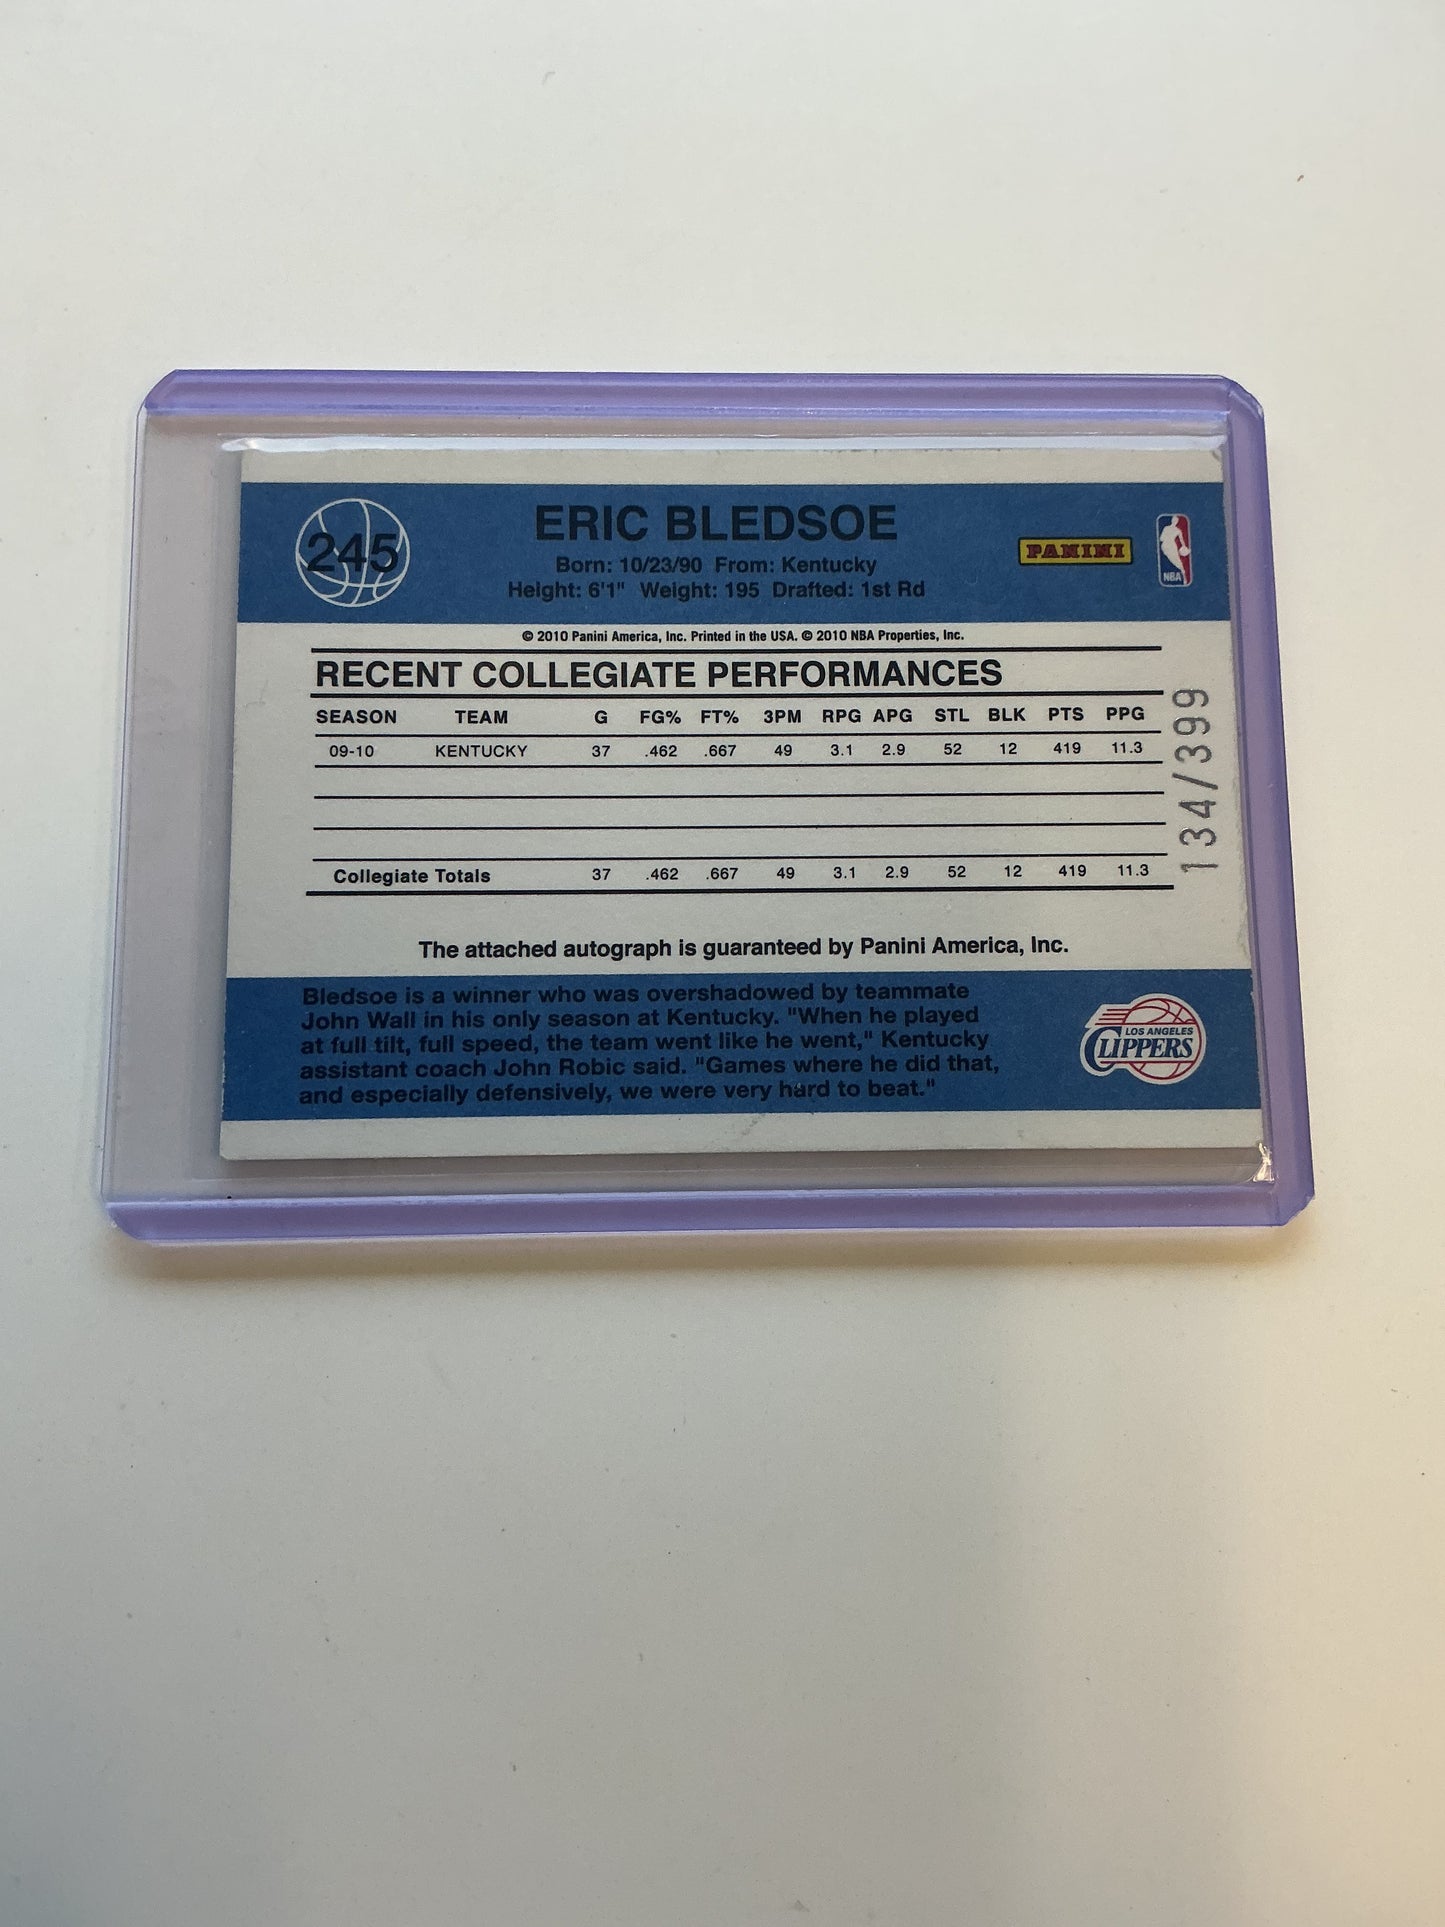 245
ERIC BLEDSOE
Born: 10/23/90 From: Kentucky
Height: 6'1" Weight: 195 Drafted: 1st Rd
PANINI
NBA
© 2010 Panini America, Inc. Printed in the USA. © 2010 NBA Properties, Inc.
RECENT COLLEGIATE PERFORMANCES
SEASON TEAM G FG% FT% 3PM RPG APG STL BLK PTS PPG
09-10 KENTUCKY 37 .462 .667 49 3.1 2.9 52 12 419 11.3
Collegiate Totals 37 .462 .667 49 3.1 2.9 52 12 419 11.3
134/399
The attached autograph is guaranteed by Panini America, Inc.
Bledsoe is a winner who was overshadowed by teammate
John Wall in his only season at Kentucky. "When he played
at full tilt, full speed, the team went like he went," Kentucky
assistant coach John Robic said. "Games where he did that,
and especially defensively, we were very hard to beat."
LOS ANGELES
CLIPPERS